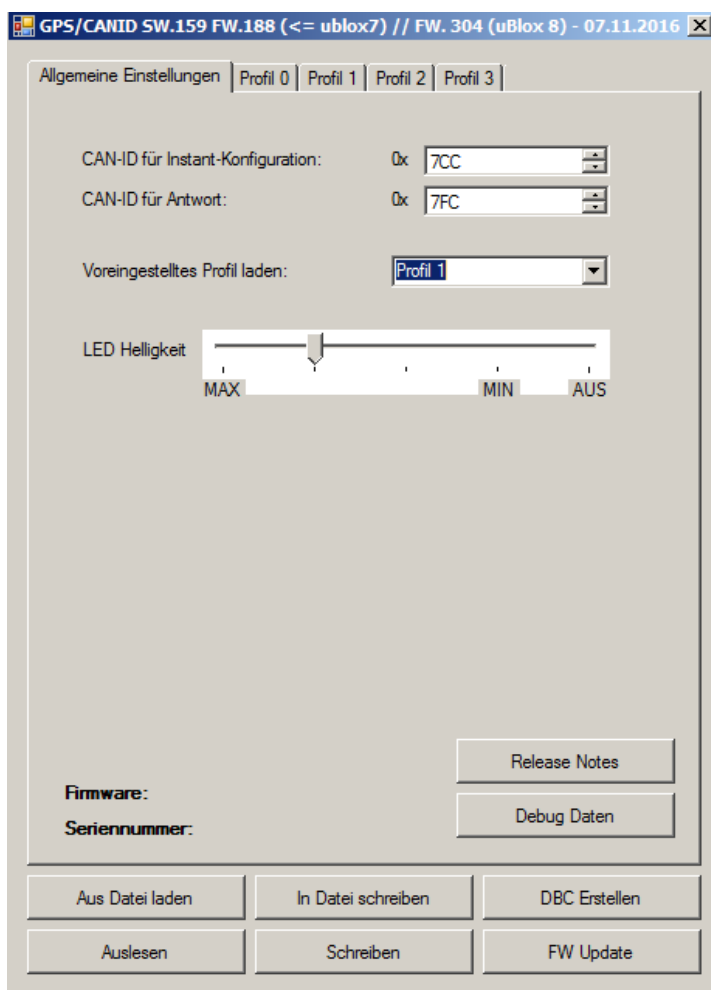 GPS/CANID SW.159 FW.188 (<= ublox7) // FW. 304 (uBlox 8) - 07.11.2016
Allgemeine Einstellungen Profil 0 Profil 1 Profil 2 Profil 3
CAN-ID für Instant-Konfiguration: 0x 7CC
CAN-ID für Antwort: 0x 7FC
Voreingestelltes Profil laden: Profil 1
LED Helligkeit
MAX MIN AUS
Release Notes
Firmware:
Debug Daten
Seriennummer:
Aus Datei laden In Datei schreiben DBC Erstellen
Auslesen Schreiben FW Update